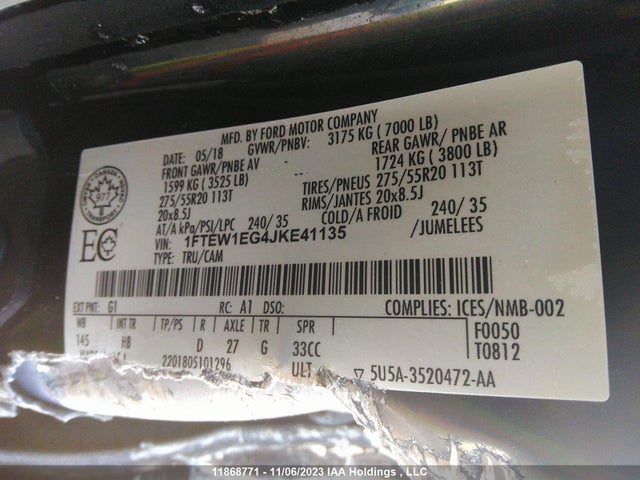 MFD. BY FORD MOTOR COMPANY
DATE: 05/18 GVWR/PNBV: 3175 KG ( 7000 LB)
FRONT GAWR/PNBE AV REAR GAWR/ PNBE AR
1599 KG ( 3525 LB) 1724 KG ( 3800 LB)
275/55R20 113T TIRES/PNEUS 275/55R20 113T
20x8.5J RIMS/JANTES 20x8.5J
AT/A kPa/PSI/LPC 240/ 35 COLD/A FROID 240/ 35
VIN: 1FTEW1EG4JKE41135 /JUMELEES
TYPE: TRU/CAM
CANADA
977
EC
EXT PNT: G1 RC: A1 DSO: COMPLIES: ICES/NMB-002
WB INT TR TP/PS R AXLE TR SPR F0050
145 HB D 27 G 33CC T0812
2201805101296 ULT ▽ 5U5A-3520472-AA
11868771 - 11/06/2023 IAA Holdings , LLC